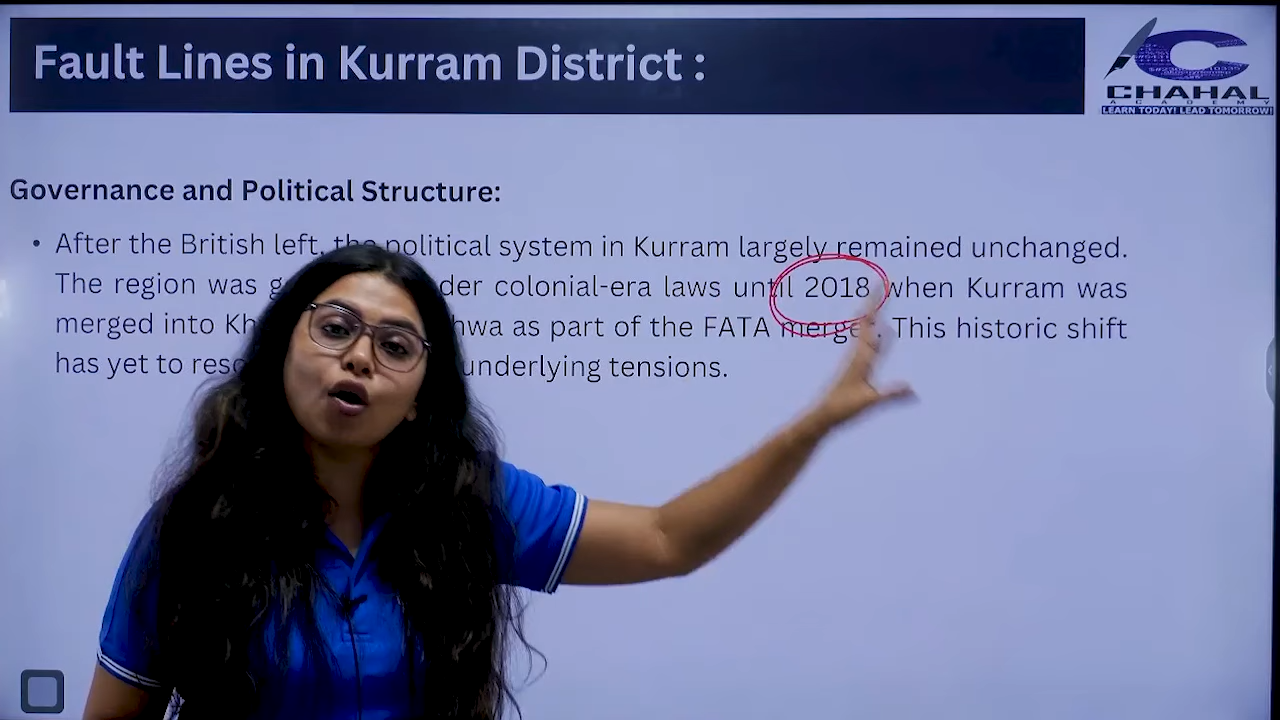 Fault Lines in Kurram District :
CHAHAL
ACADEMY
LEARN TODAY! LEAD TOMORROW!
Governance and Political Structure:
• After the British left, the political system in Kurram largely remained unchanged.
The region was der colonial-era laws until 2018 when Kurram was
merged into Kh hwa as part of the FATA merger. This historic shift
has yet to underlying tensions.